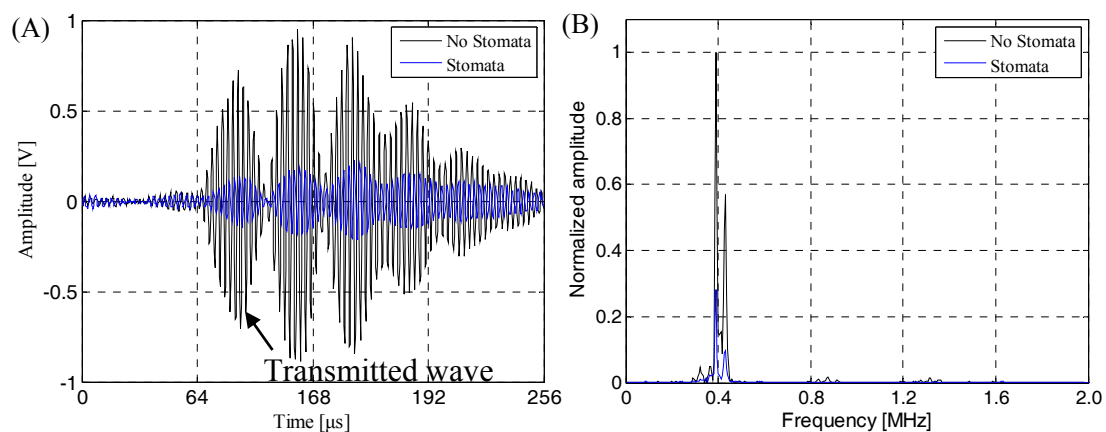 (A)
1
0.5
0
-0.5
-1
Amplitude [V]
No Stomata
Stomata
Transmitted wave
0 64 168 192 256
Time [μs]
(B)
1
0.8
0.6
0.4
0.2
0
Normalized amplitude
No Stomata
Stomata
0 0.4 0.8 1.2 1.6 2.0
Frequency [MHz]